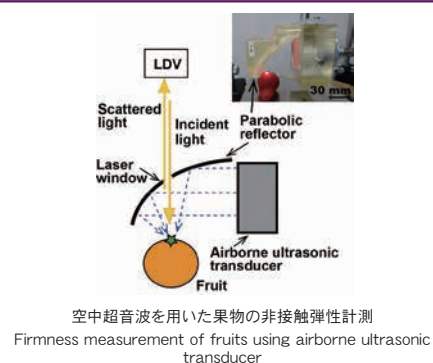 LDV
Scattered
light
Incident
light
Parabolic
reflector
30 mm
Laser
window
Airborne ultrasonic
transducer
Fruit
空中超音波を用いた果物の非接触弾性計測
Firmness measurement of fruits using airborne ultrasonic
transducer